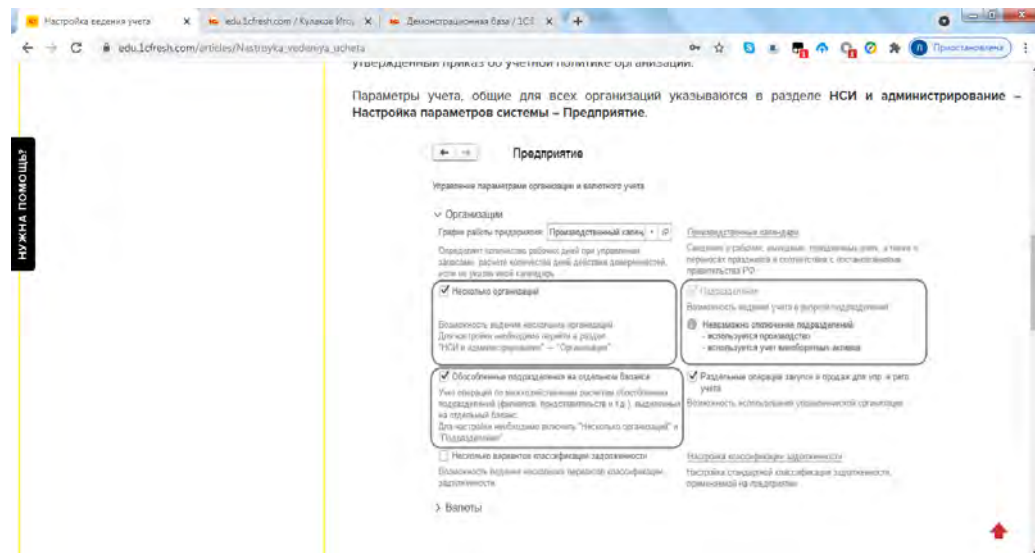 Настройка ведения учета
edu.1cfresh.com / Кулаков Иго
Демонстрационная база / 1С:
edu.1cfresh.com/articles/Nastroyka_vedeniya_ucheta
Приостановлена
утвержденный приказ об учетной политике организации.
Параметры учета, общие для всех организаций указываются в разделе НСИ и администрирование –
Настройка параметров системы – Предприятие.
НУЖНА ПОМОЩЬ?
Предприятие
Управление параметрами организации и валютного учета
Организации
График работы предприятия: Производственный кален
Производственные календари
Определяет количество рабочих дней при управлении
запасами, расчете количества дней действия доверенностей,
если не указан иной календарь
Сведения о рабочих, выходных, праздничных днях, а также о
переносах праздников в соответствии с постановлениями
правительства РФ
Несколько организаций
Возможность ведения нескольких организаций
Для настройки необходимо перейти в раздел
"НСИ и администрирование" – "Организации"
Подразделения
Возможность ведения учета в разрезе подразделений
Невозможно отключение подразделений:
- используется производство
- используется учет внеоборотных активов
Обособленные подразделения на отдельном балансе
Учет операций по внутрихозяйственным расчетам обособленных
подразделений (филиалов, представительств и т.д.), выделенных
на отдельный баланс.
Для настройки необходимо включить "Несколько организаций" и
"Подразделения"
Раздельные операции закупок и продаж для упр. и регл.
учета
Возможность использования управленческой организации
Несколько вариантов классификации задолженности
Возможность ведения нескольких вариантов классификации
задолженности
Настройка классификации задолженности
Настройка стандартной классификации задолженности,
применяемой на предприятии
Валюты